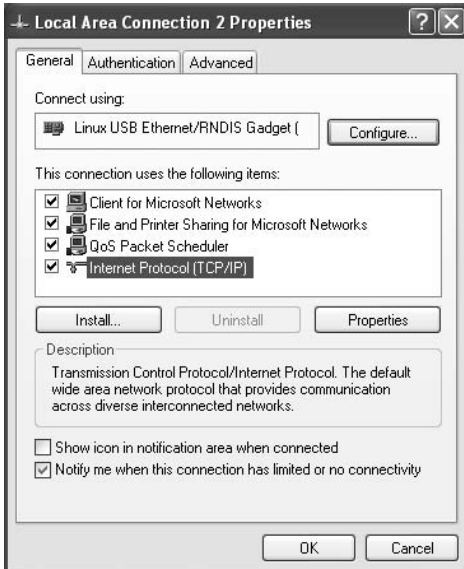 Local Area Connection 2 Properties
General Authentication Advanced
Connect using:
Linux USB Ethernet/RNDIS Gadget (
Configure...
This connection uses the following items:
Client for Microsoft Networks
File and Printer Sharing for Microsoft Networks
QoS Packet Scheduler
Internet Protocol (TCP/IP)
Install... Uninstall Properties
Description
Transmission Control Protocol/Internet Protocol. The default
wide area network protocol that provides communication
across diverse interconnected networks.
Show icon in notification area when connected
Notify me when this connection has limited or no connectivity
OK Cancel